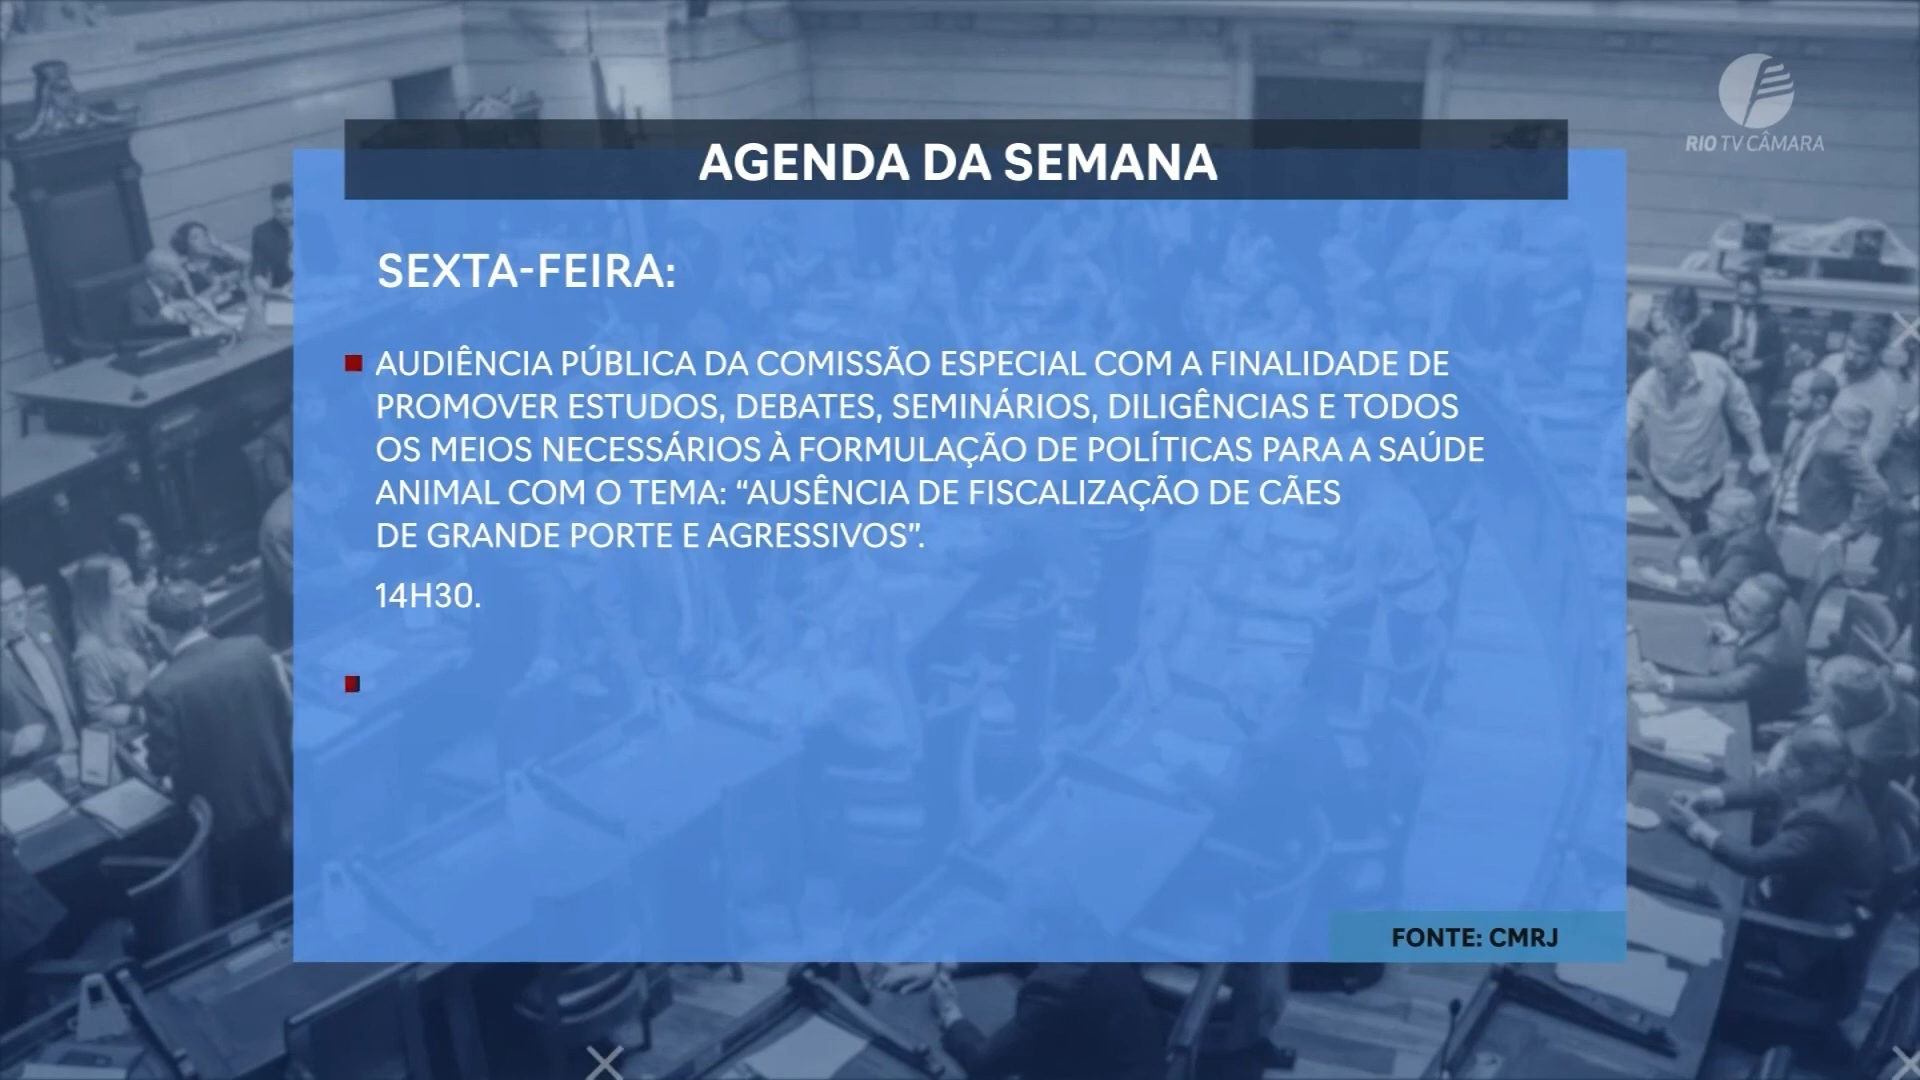 RIO TV CÂMARA
AGENDA DA SEMANA
SEXTA-FEIRA:
AUDIÊNCIA PÚBLICA DA COMISSÃO ESPECIAL COM A FINALIDADE DE
PROMOVER ESTUDOS, DEBATES, SEMINÁRIOS, DILIGÊNCIAS E TODOS
OS MEIOS NECESSÁRIOS À FORMULAÇÃO DE POLÍTICAS PARA A SAÚDE
ANIMAL COM O TEMA: “AUSÊNCIA DE FISCALIZAÇÃO DE CÃES
DE GRANDE PORTE E AGRESSIVOS”.
14H30.
FONTE: CMRJ